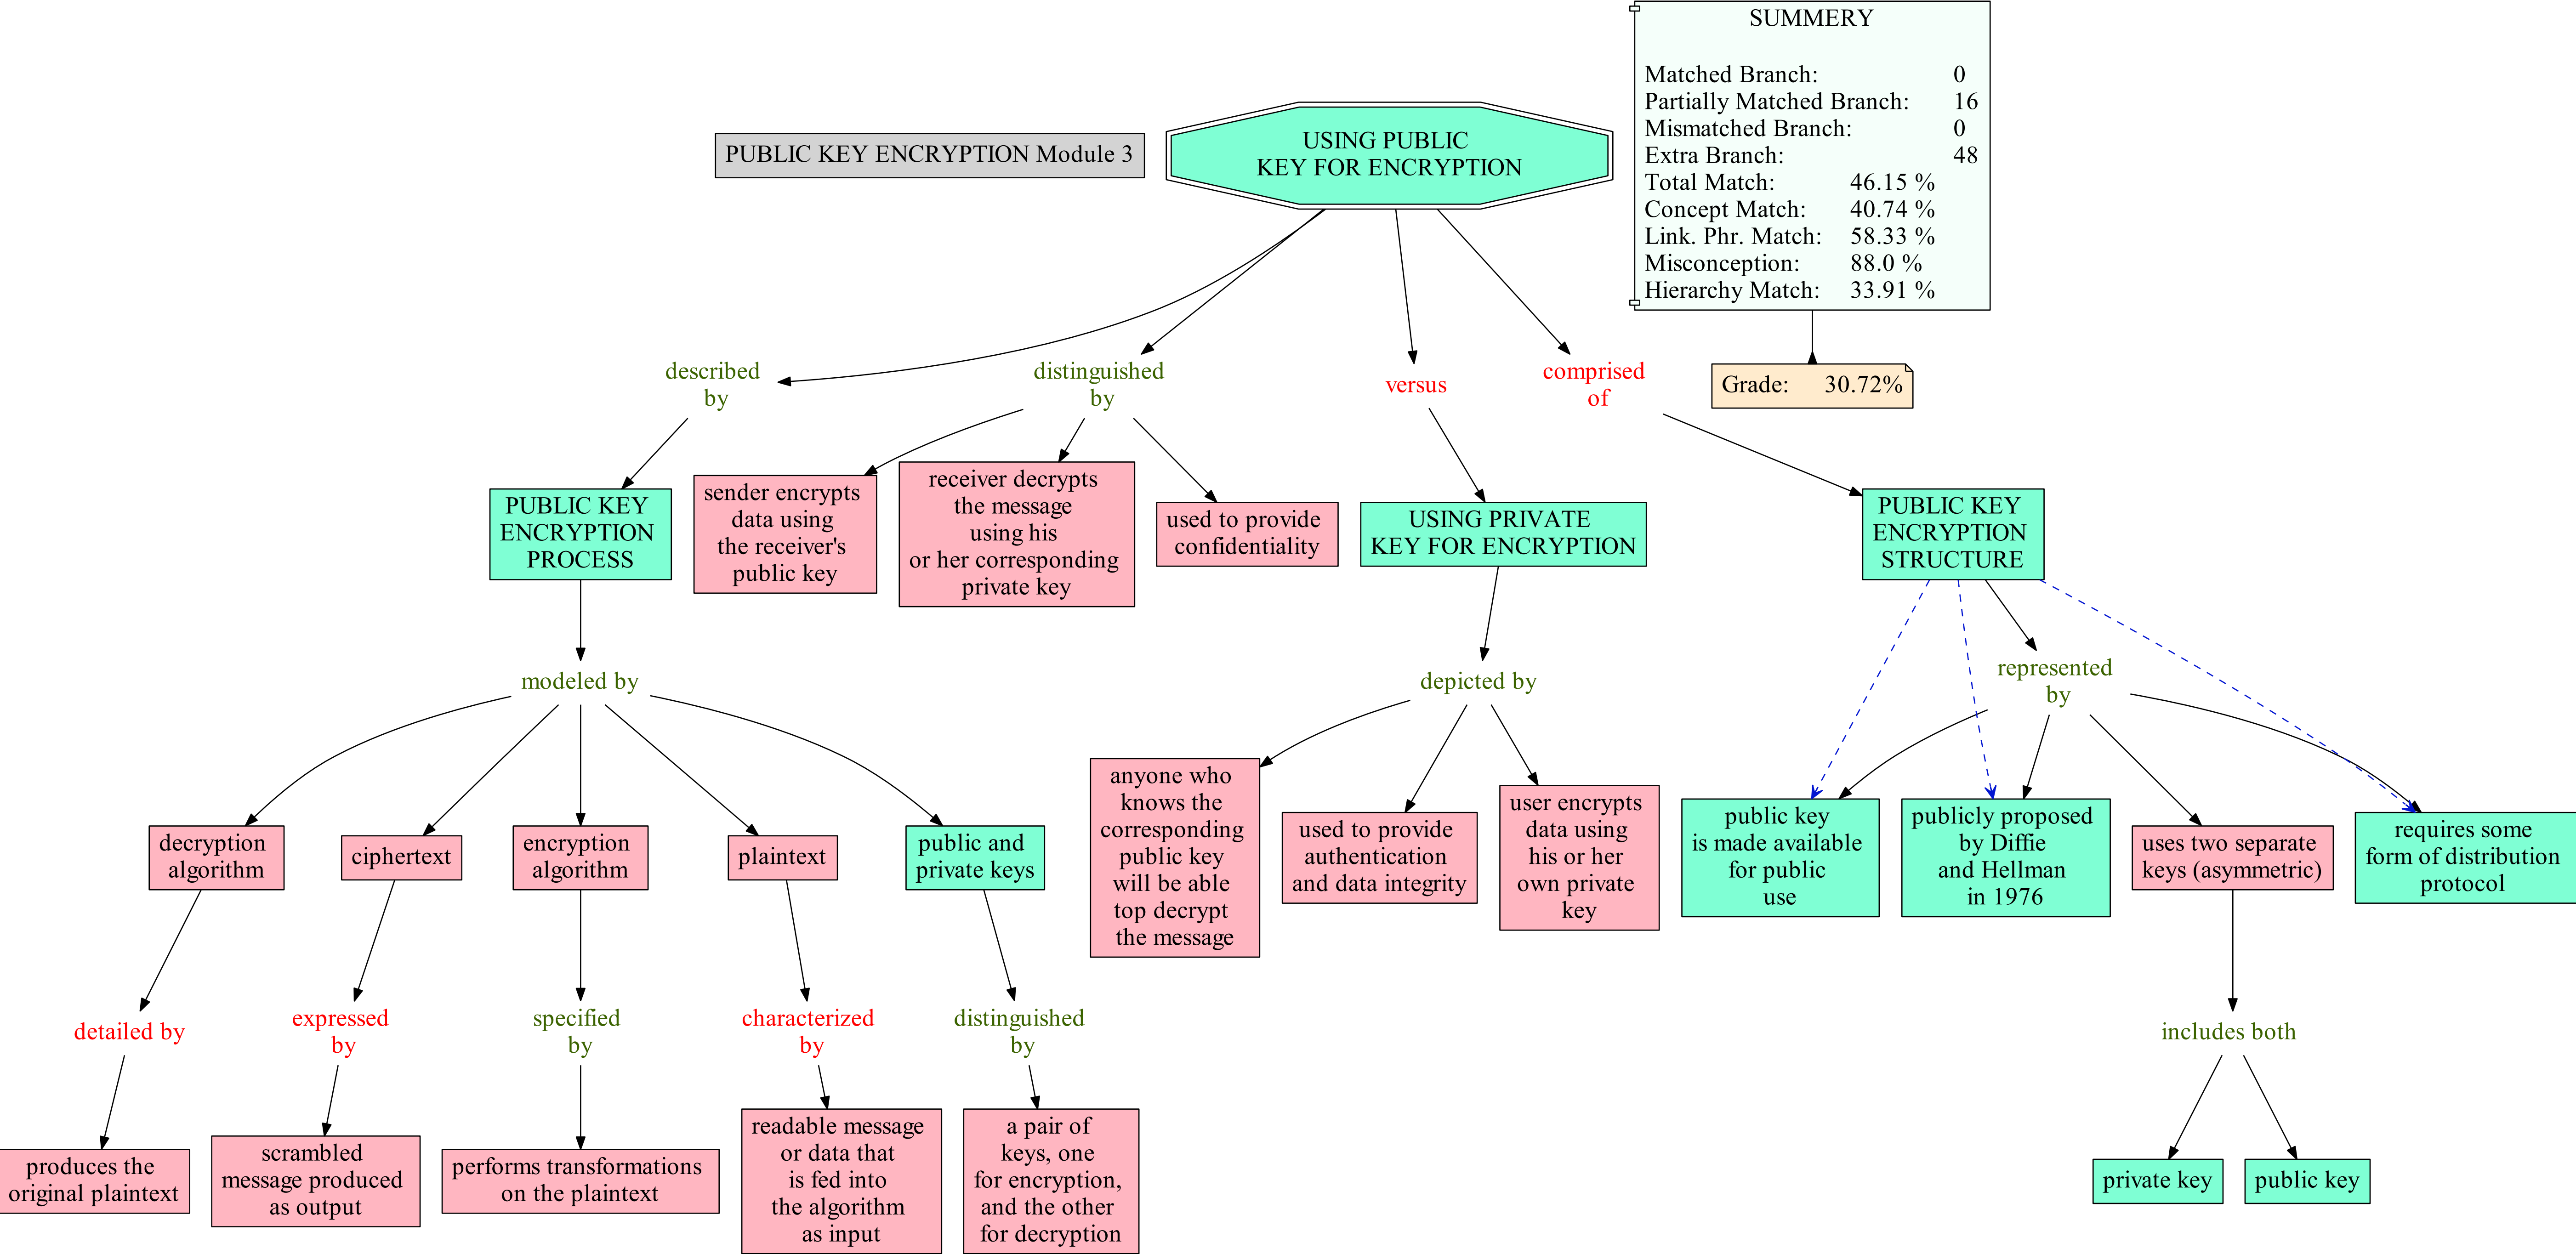 SUMMERY
Matched Branch: 0
Partially Matched Branch: 16
Mismatched Branch: 0
Extra Branch: 48
Total Match: 46.15 %
Concept Match: 40.74 %
Link. Phr. Match: 58.33 %
Misconception: 88.0 %
Hierarchy Match: 33.91 %
Grade: 30.72%
PUBLIC KEY ENCRYPTION Module 3
USING PUBLIC
KEY FOR ENCRYPTION
described
by
distinguished
by
versus
comprised
of
PUBLIC KEY
ENCRYPTION
PROCESS
sender encrypts
data using
the receiver's
public key
receiver decrypts
the message
using his
or her corresponding
private key
used to provide
confidentiality
USING PRIVATE
KEY FOR ENCRYPTION
PUBLIC KEY
ENCRYPTION
STRUCTURE
modeled by
depicted by
represented
by
decryption
algorithm
ciphertext
encryption
algorithm
plaintext
public and
private keys
anyone who
knows the
corresponding
public key
will be able
top decrypt
the message
used to provide
authentication
and data integrity
user encrypts
data using
his or her
own private
key
public key
is made available
for public
use
publicly proposed
by Diffie
and Hellman
in 1976
uses two separate
keys (asymmetric)
requires some
form of distribution
protocol
detailed by
expressed
by
specified
by
characterized
by
distinguished
by
includes both
produces the
original plaintext
scrambled
message produced
as output
performs transformations
on the plaintext
readable message
or data that
is fed into
the algorithm
as input
a pair of
keys, one
for encryption,
and the other
for decryption
private key
public key